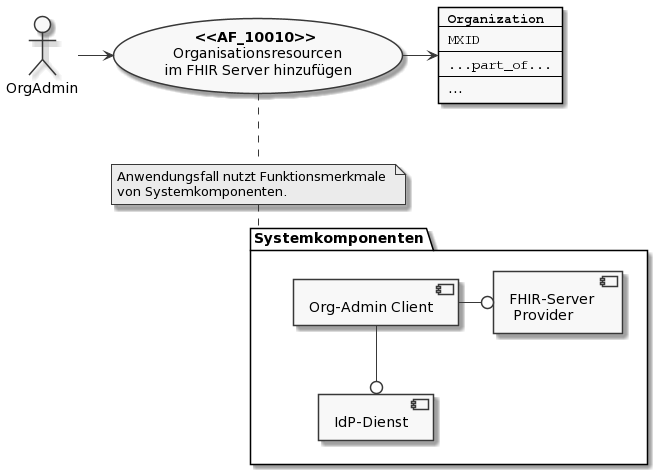 OrgAdmin
<<AF_10010>>
Organisationsresourcen
im FHIR Server hinzufügen
Organization
MXID
...part_of...
...
Anwendungsfall nutzt Funktionsmerkmale
von Systemkomponenten.
Systemkomponenten
Org-Admin Client
FHIR-Server
Provider
IdP-Dienst